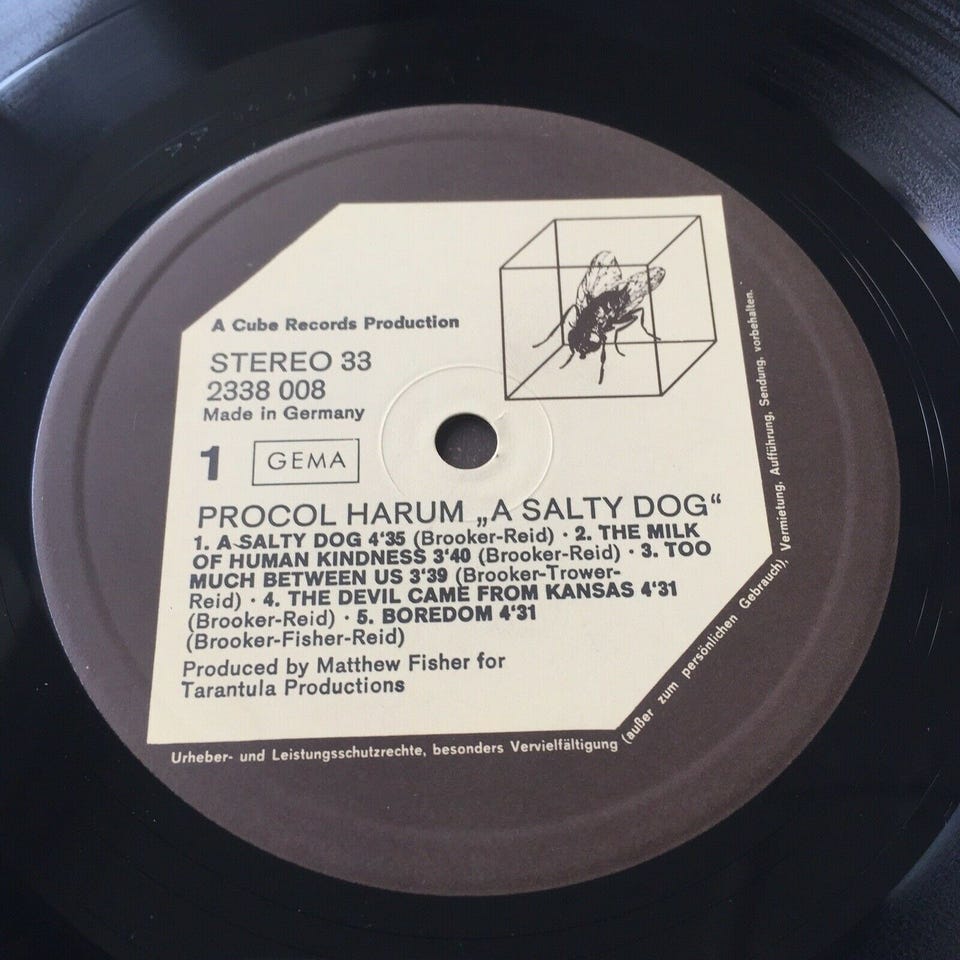 A Cube Records Production
STEREO 33
2338 008
Made in Germany
1 GEMA
PROCOL HARUM „A SALTY DOG“
1. A SALTY DOG 4‘35 (Brooker-Reid) · 2. THE MILK
OF HUMAN KINDNESS 3‘40 (Brooker-Reid) · 3. TOO
MUCH BETWEEN US 3‘39 (Brooker-Trower-
Reid) · 4. THE DEVIL CAME FROM KANSAS 4‘31
(Brooker-Reid) · 5. BOREDOM 4‘31
(Brooker-Fisher-Reid)
Produced by Matthew Fisher for
Tarantula Productions
Urheber- und Leistungsschutzrechte, besonders Vervielfältigung (außer zum persönlichen Gebrauch), Vermietung, Aufführung, Sendung, vorbehalten.